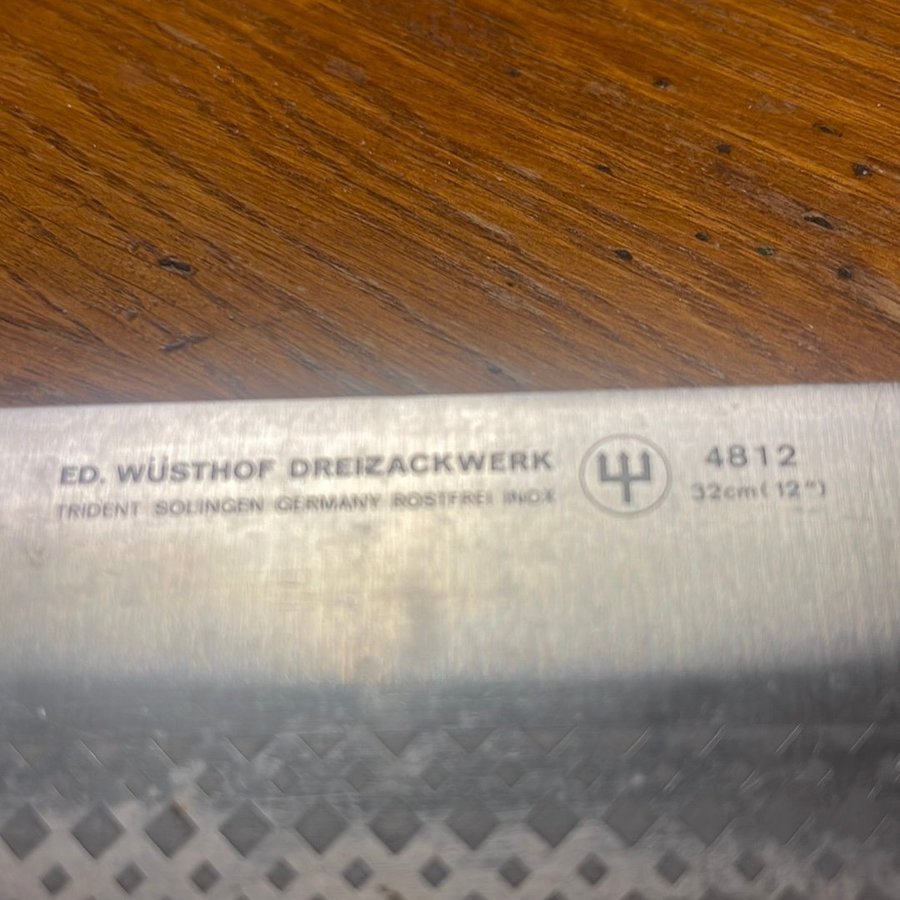 ED. WÜSTHOF DREIZACKWERK
TRIDENT SOLINGEN GERMANY ROSTFREI INOX
4812
32cm(12")